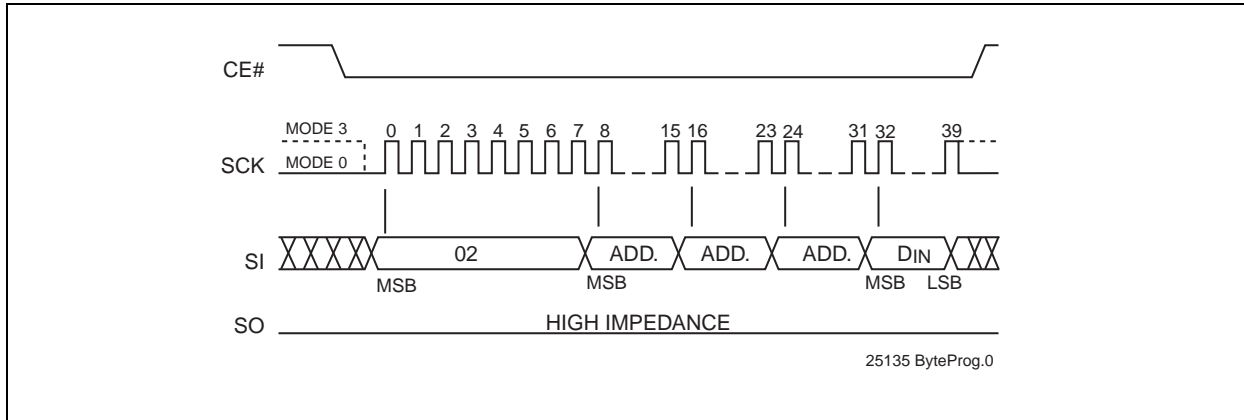 CE#
MODE 3
0 1 2 3 4 5 6 7 8 15 16 23 24 31 32 39
SCK
MODE 0
SI
02
ADD.
ADD.
ADD.
DIN
MSB
MSB
MSB
LSB
SO
HIGH IMPEDANCE
25135 ByteProg.0